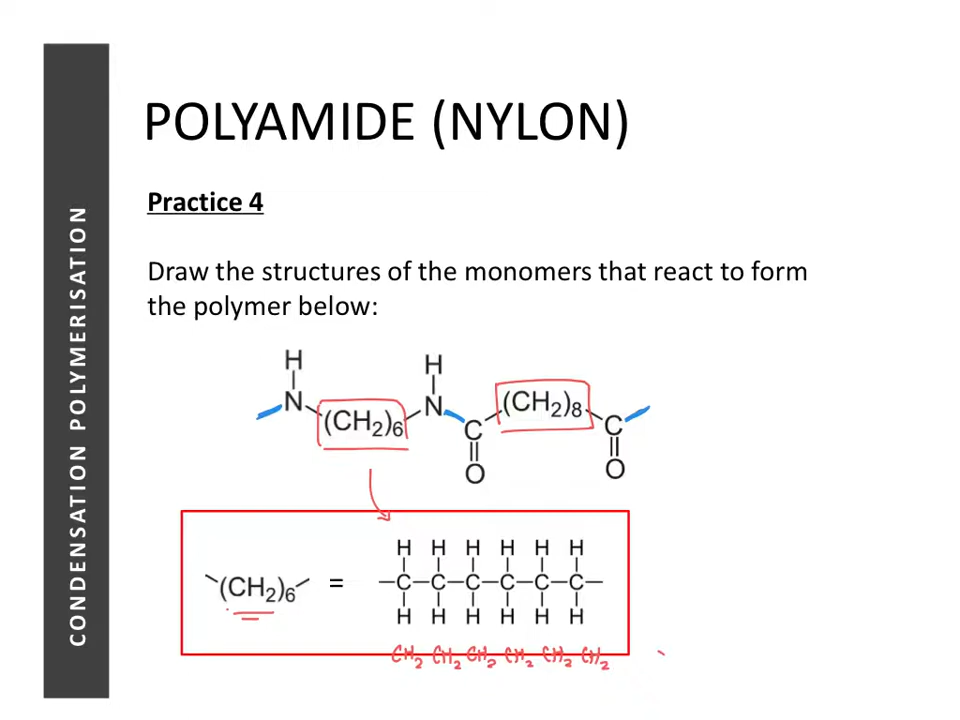 CONDENSATION POLYMERISATION
POLYAMIDE (NYLON)
Practice 4
Draw the structures of the monomers that react to form
the polymer below:
H H
N (CH₂)₆ N C (CH₂)₈ C
O O
(CH₂)₆ = H H H H H H
C C C C C C
H H H H H H
CH₂ CH₂ CH₂ CH₂ CH₂ CH₂